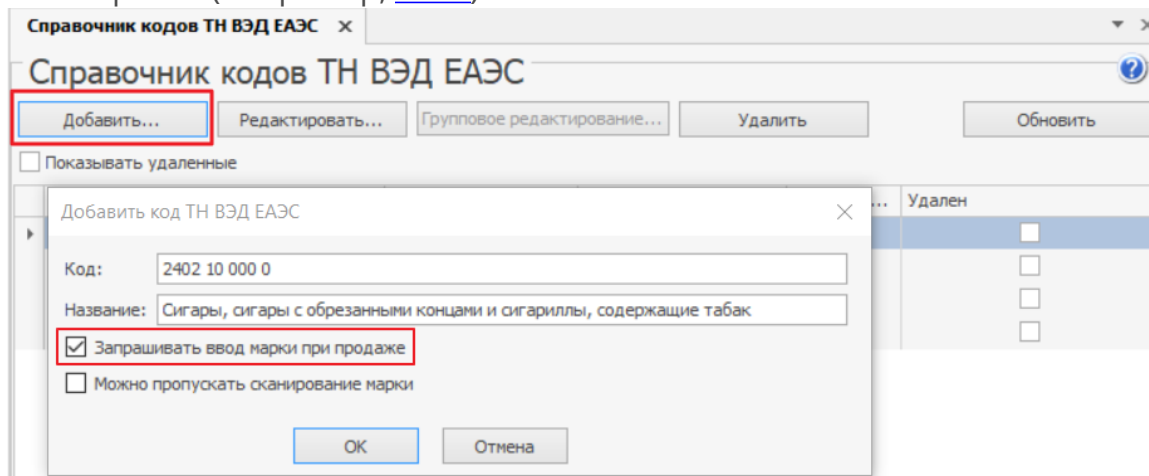 Справочник кодов ТН ВЭД ЕАЭС
Справочник кодов ТН ВЭД ЕАЭС
Добавить... Редактировать... Групповое редактирование... Удалить Обновить
Показывать удаленные
Добавить код ТН ВЭД ЕАЭС ... Удален
Код: 2402 10 000 0
Название: Сигары, сигары с обрезанными концами и сигариллы, содержащие табак
Запрашивать ввод марки при продаже
Можно пропускать сканирование марки
ОК Отмена